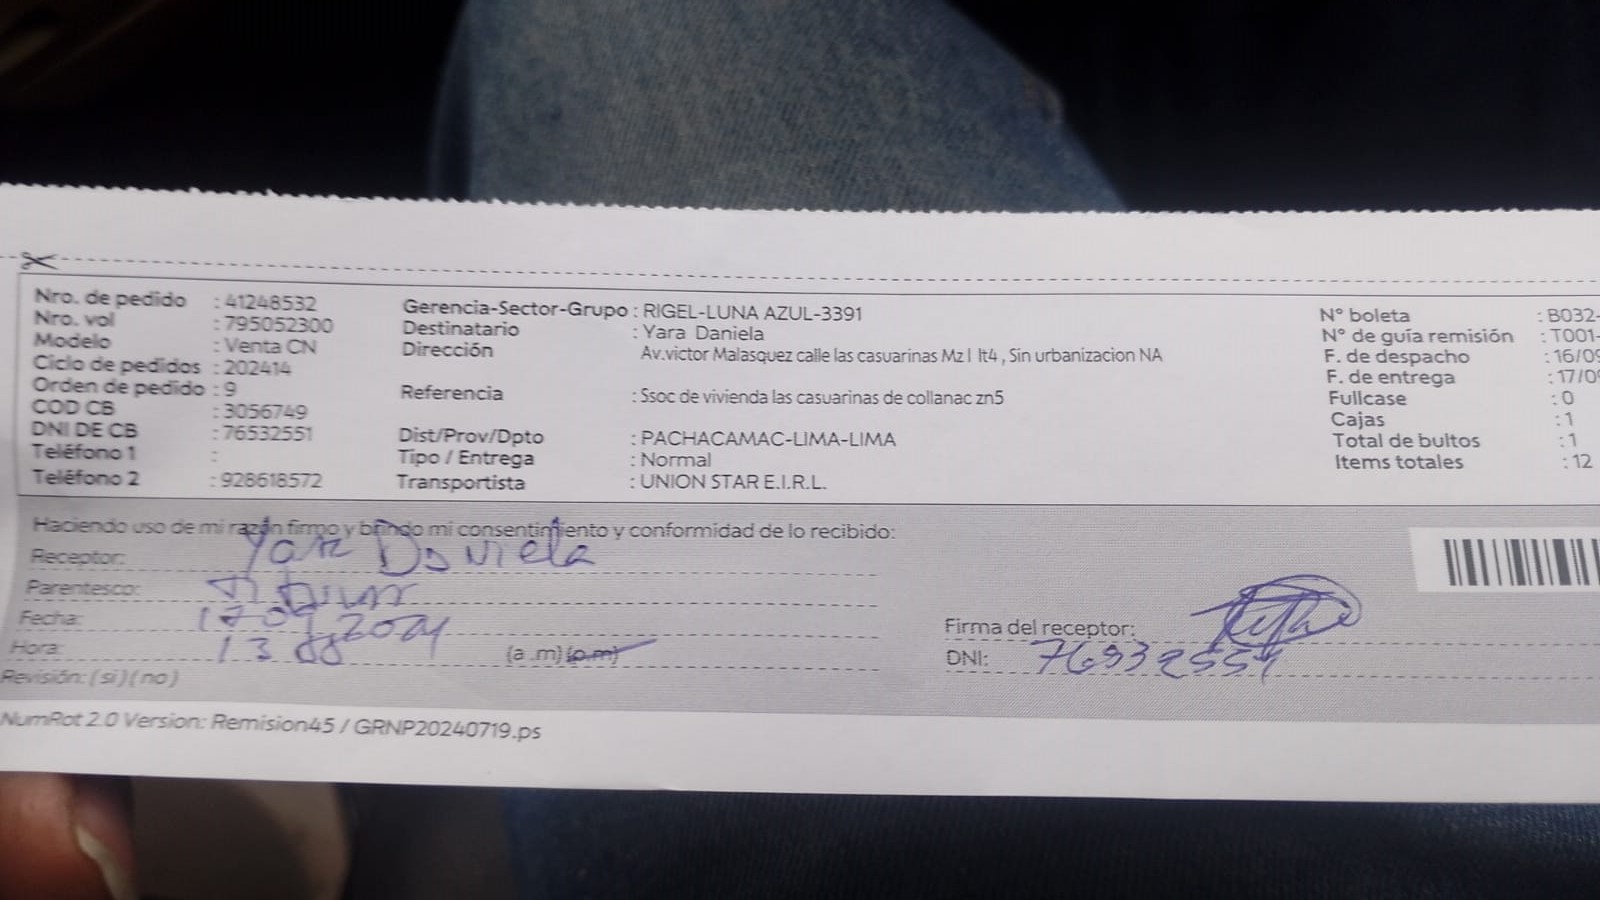 Nro. de pedido : 41248532
Nro. vol : 795052300
Modelo : Venta CN
Ciclo de pedidos : 202414
Orden de pedido : 9
COD CB : 3056749
DNI DE CB : 76532551
Teléfono 1 :
Teléfono 2 : 928618572
Gerencia-Sector-Grupo : RIGEL-LUNA AZUL-3391
Destinatario : Yara Daniela
Dirección Av.victor Malasquez calle las casuarinas Mz l lt4 , Sin urbanizacion NA
Referencia : Ssoc de vivienda las casuarinas de collanac zn5
Dist/Prov/Dpto : PACHACAMAC-LIMA-LIMA
Tipo / Entrega : Normal
Transportista : UNION STAR E.I.R.L.
N° boleta : B032-
N° de guía remisión : T001-
F. de despacho : 16/09
F. de entrega : 17/0
Fullcase : 0
Cajas : 1
Total de bultos : 1
Items totales : 12
Haciendo uso de mi razón firmo y brindo mi consentimiento y conformidad de lo recibido:
Receptor: Yara Daniela
Parentesco:
Fecha: 17 09 2024
Hora: 13 (a .m) (p.m)
Revisión: ( si ) ( no )
Firma del receptor:
DNI:
NumRot 2.0 Version: Remision45 / GRNP20240719.ps